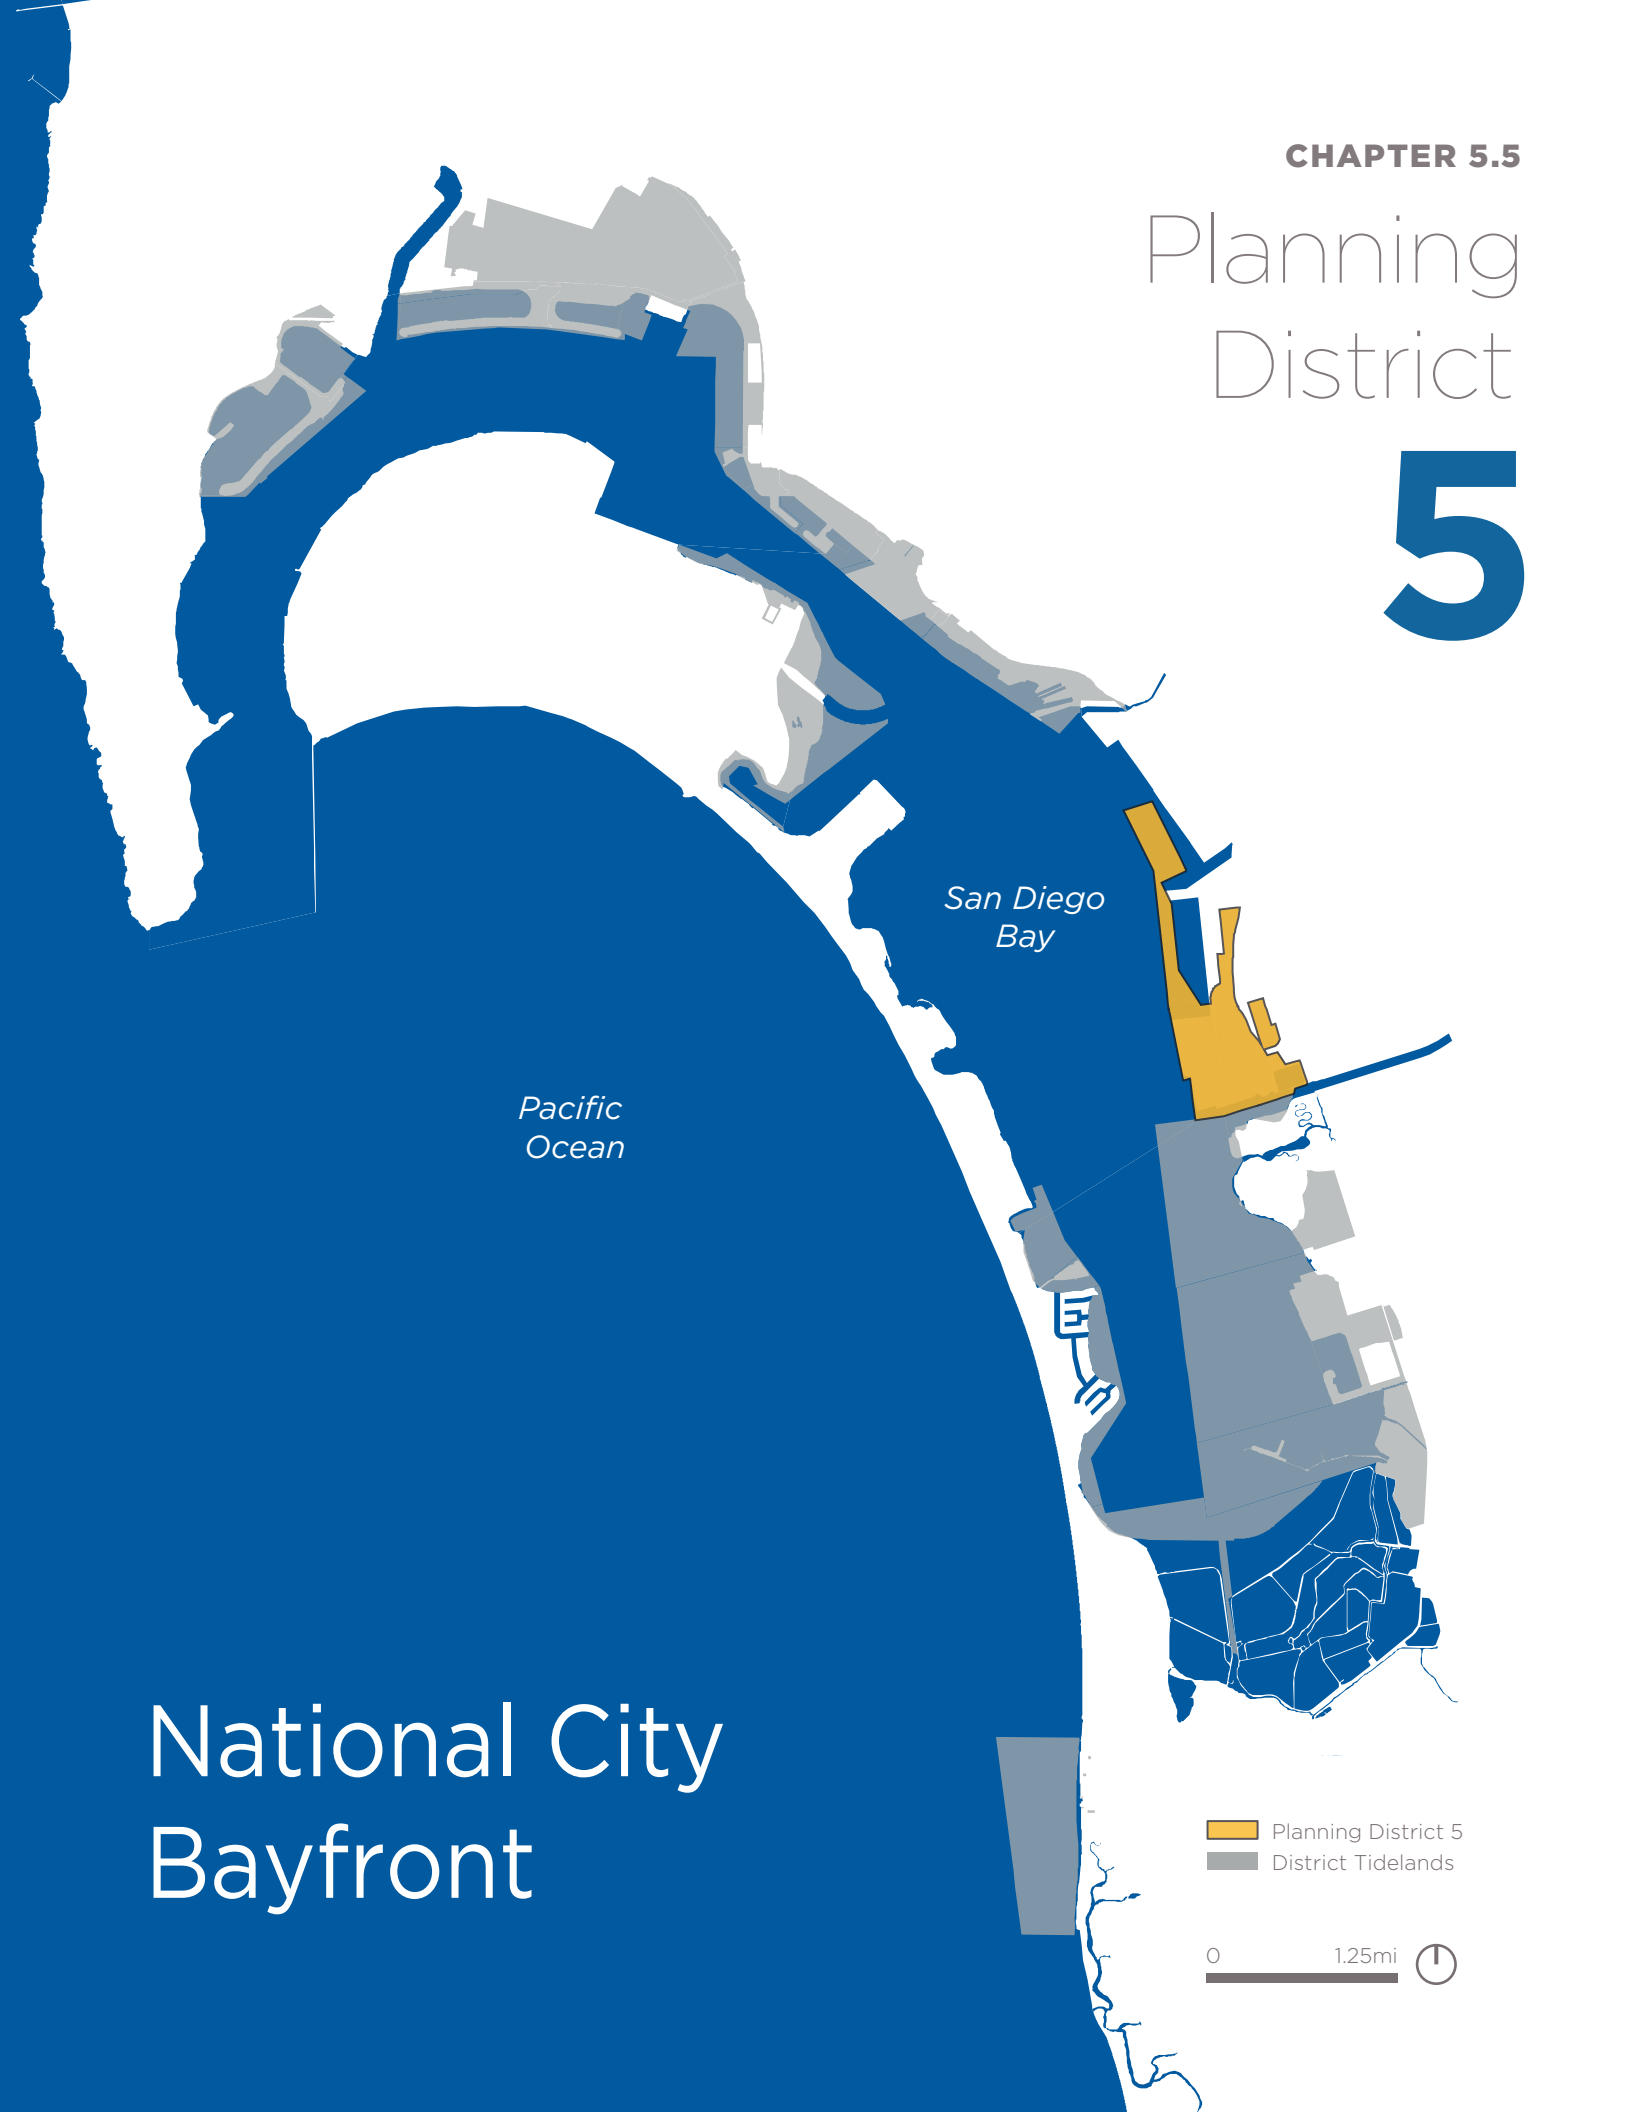 CHAPTER 5.5
Planning
District
5
San Diego
Bay
Pacific
Ocean
National City
Bayfront
Planning District 5
District Tidelands
0 1.25mi